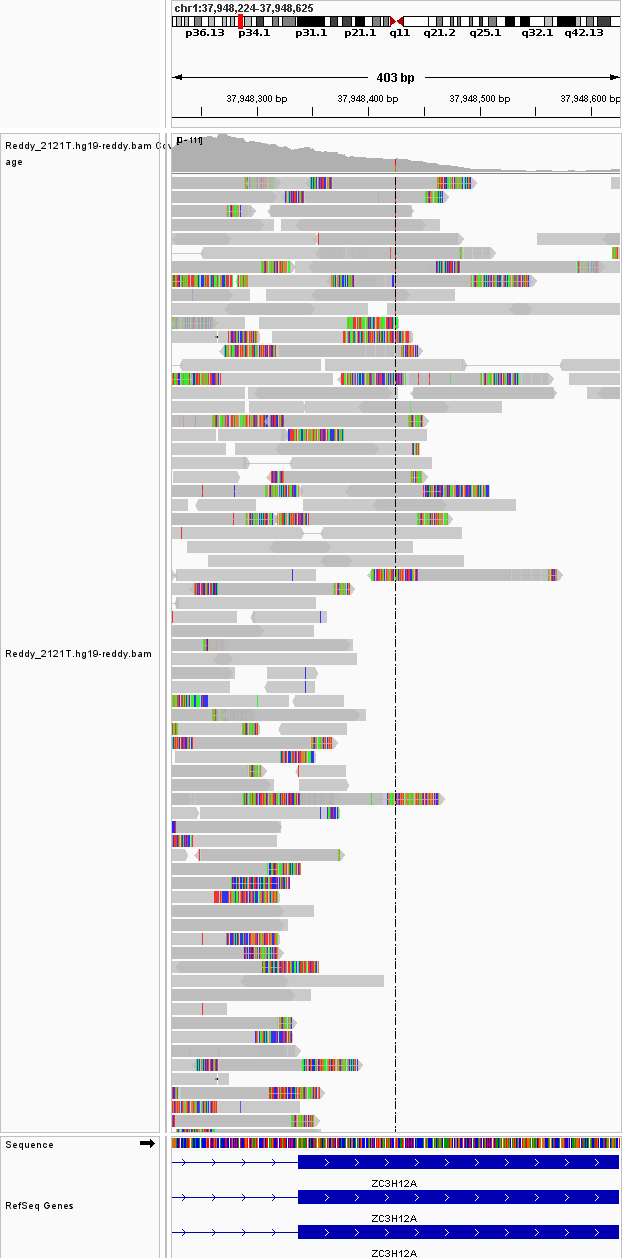 chr1:37,948,224-37,948,625
p36.13 p34.1 p31.1 p21.1 q11 q21.2 q25.1 q32.1 q42.13
403 bp
37,948,300 bp 37,948,400 bp 37,948,500 bp 37,948,600 bp
Reddy_2121T.hg19-reddy.bam Cov
age
[0 - 111]
Reddy_2121T.hg19-reddy.bam
Sequence
ZC3H12A
RefSeq Genes
ZC3H12A
ZC3H12A